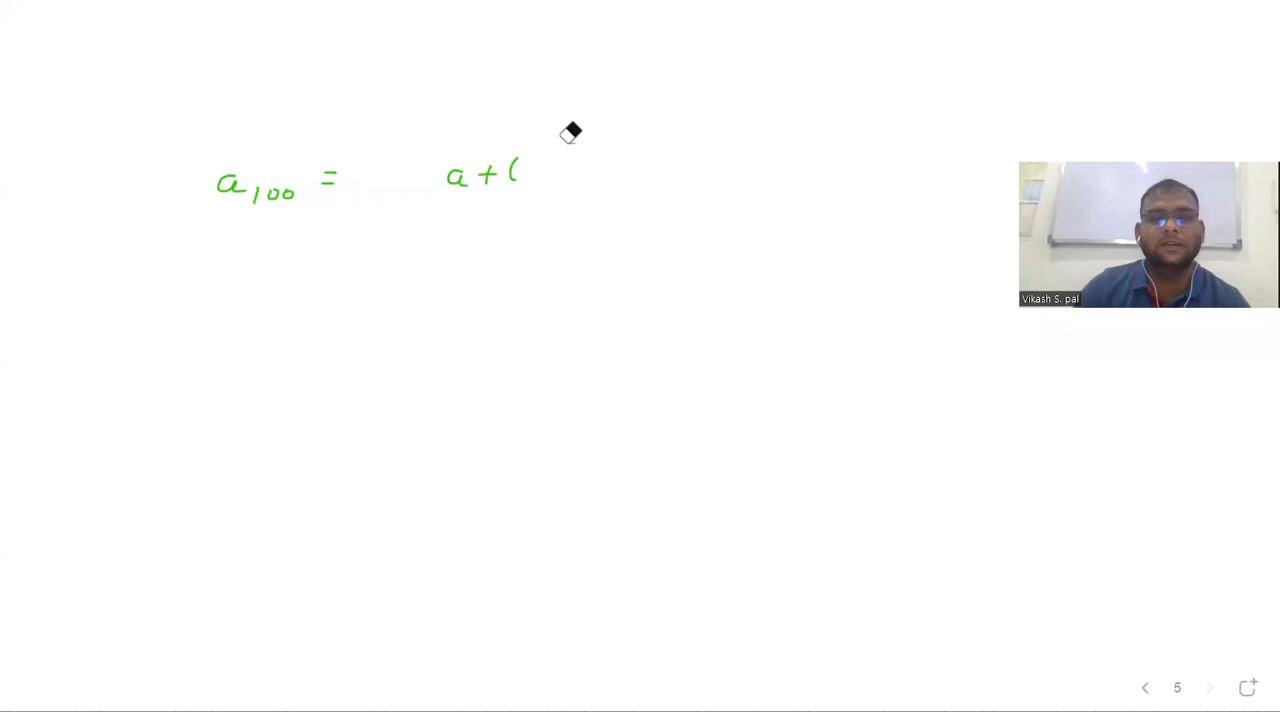 a₁₀₀ = a + (
Vikash S. pal
5